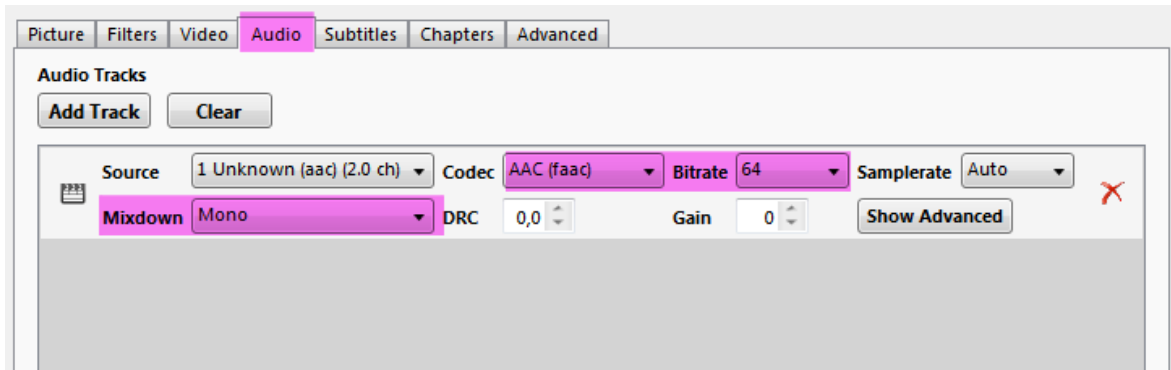 Picture Filters Video Audio Subtitles Chapters Advanced
Audio Tracks
Add Track Clear
Source 1 Unknown (aac) (2.0 ch) Codec AAC (faac) Bitrate 64 Samplerate Auto
Mixdown Mono DRC 0,0 Gain 0 Show Advanced